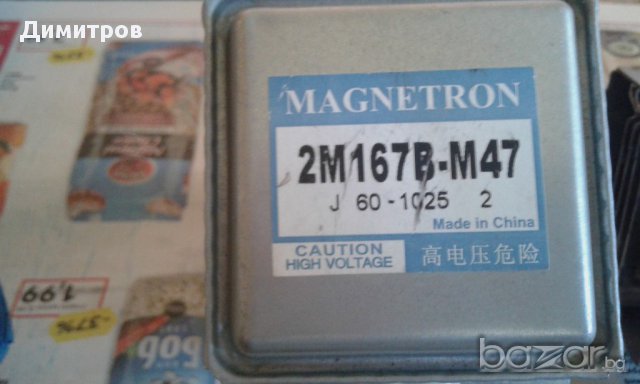 Димитров
MAGNETRON
2M167B-M47
J 60-1025 2
Made in China
CAUTION
HIGH VOLTAGE
高电压危险
1.99
боб
bazar.bg